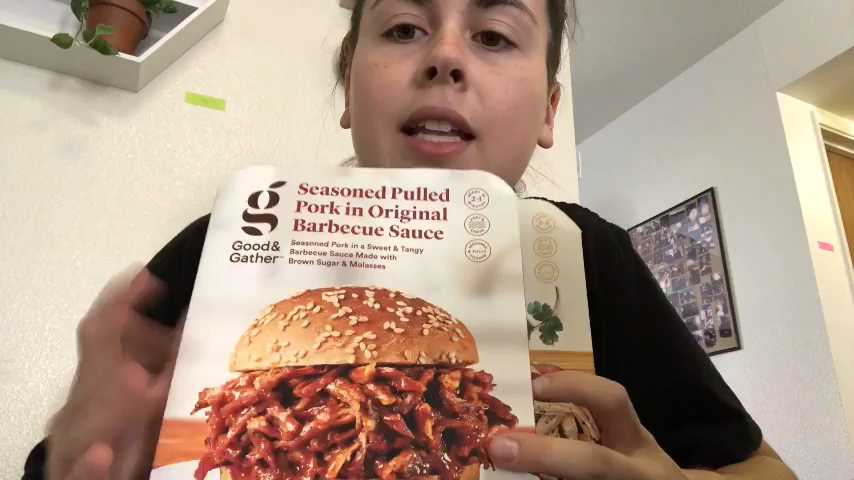 Seasoned Pulled
Pork in Original
Barbecue Sauce
Good&
Gather™
Seasoned Pork in a Sweet & Tangy
Barbecue Sauce Made with
Brown Sugar & Molasses